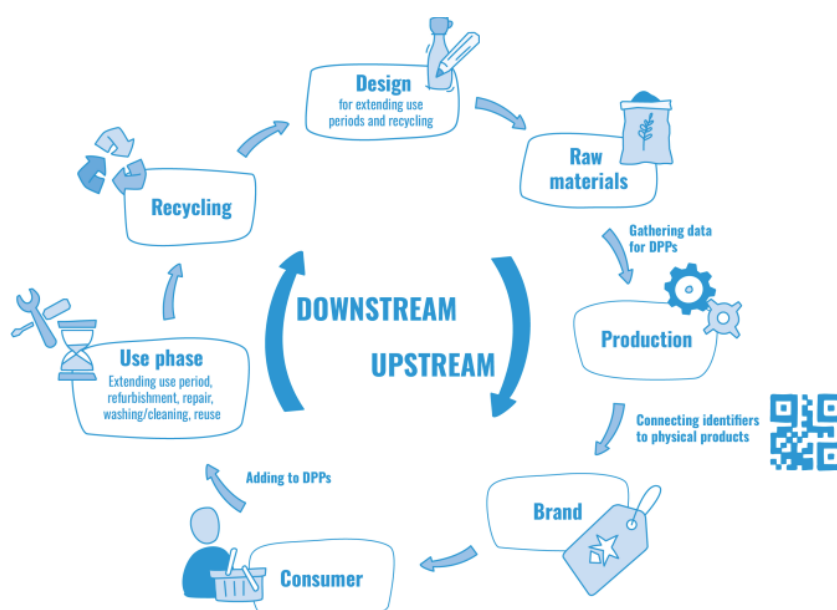 Design
for extending use
periods and recycling
Raw
materials
Gathering data
for DPPs
Production
Connecting identifiers
to physical products
Brand
Consumer
Adding to DPPs
Use phase
Extending use period,
refurbishment, repair,
washing/cleaning, reuse
Recycling
DOWNSTREAM
UPSTREAM